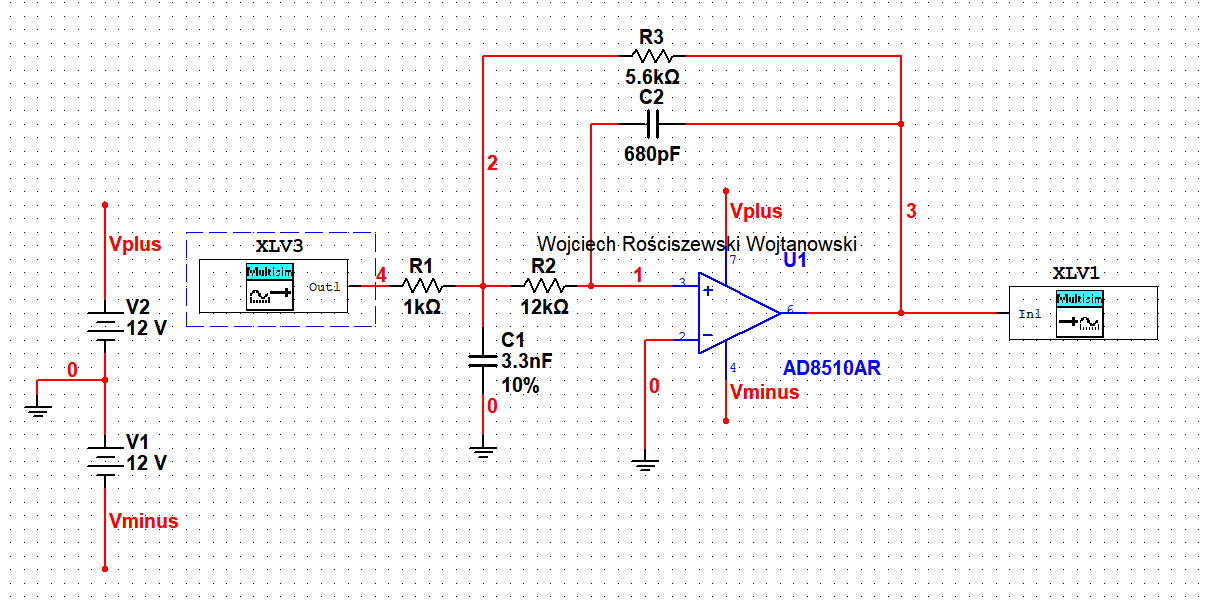 R3
5.6kΩ
C2
680pF
2
Vplus
3
Wojciech Rościszewski Wojtanowski
Vplus
XLV3
Multisim
Out1
4
R1
1kΩ
R2
12kΩ
1
3
7
U1
6
2
4
AD8510AR
Vminus
XLV1
Multisim
In1
V2
12 V
C1
3.3nF
10%
0
0
0
V1
12 V
Vminus